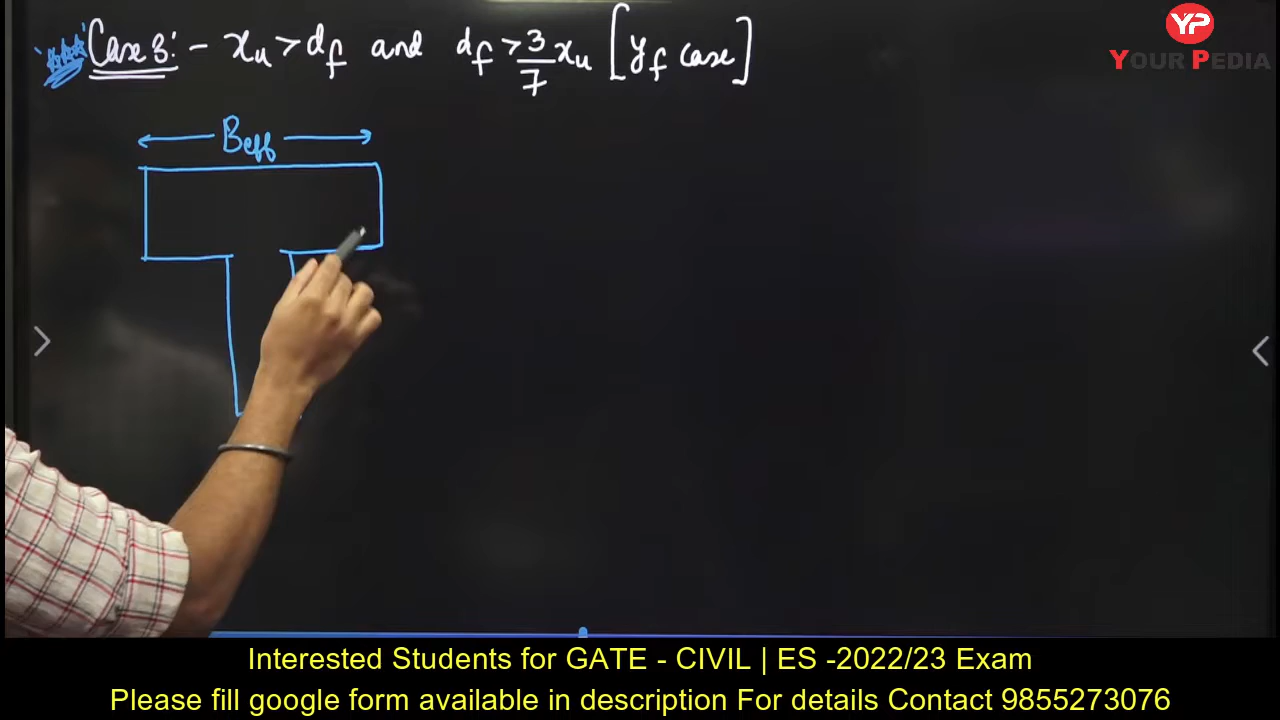 Case 3:- xu > df and df > 3/7 xu [yf case]
YP
YOUR PEDIA
Beff
Interested Students for GATE - CIVIL | ES -2022/23 Exam
Please fill google form available in description For details Contact 9855273076